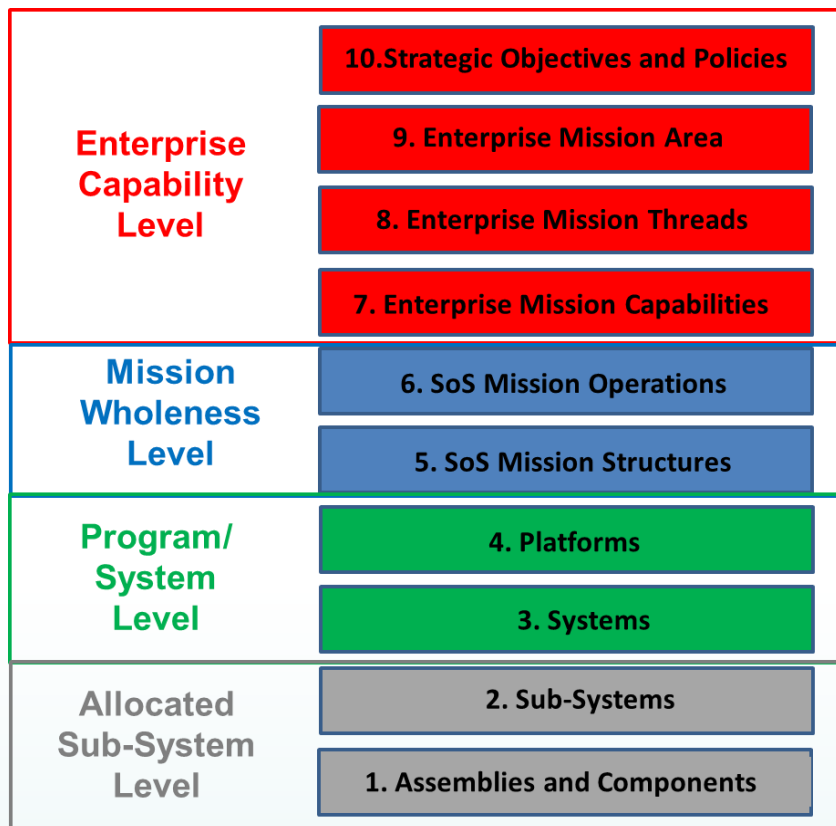 Enterprise
Capability
Level
10.Strategic Objectives and Policies
9. Enterprise Mission Area
8. Enterprise Mission Threads
7. Enterprise Mission Capabilities
Mission
Wholeness
Level
6. SoS Mission Operations
5. SoS Mission Structures
Program/
System
Level
4. Platforms
3. Systems
Allocated
Sub-System
Level
2. Sub-Systems
1. Assemblies and Components